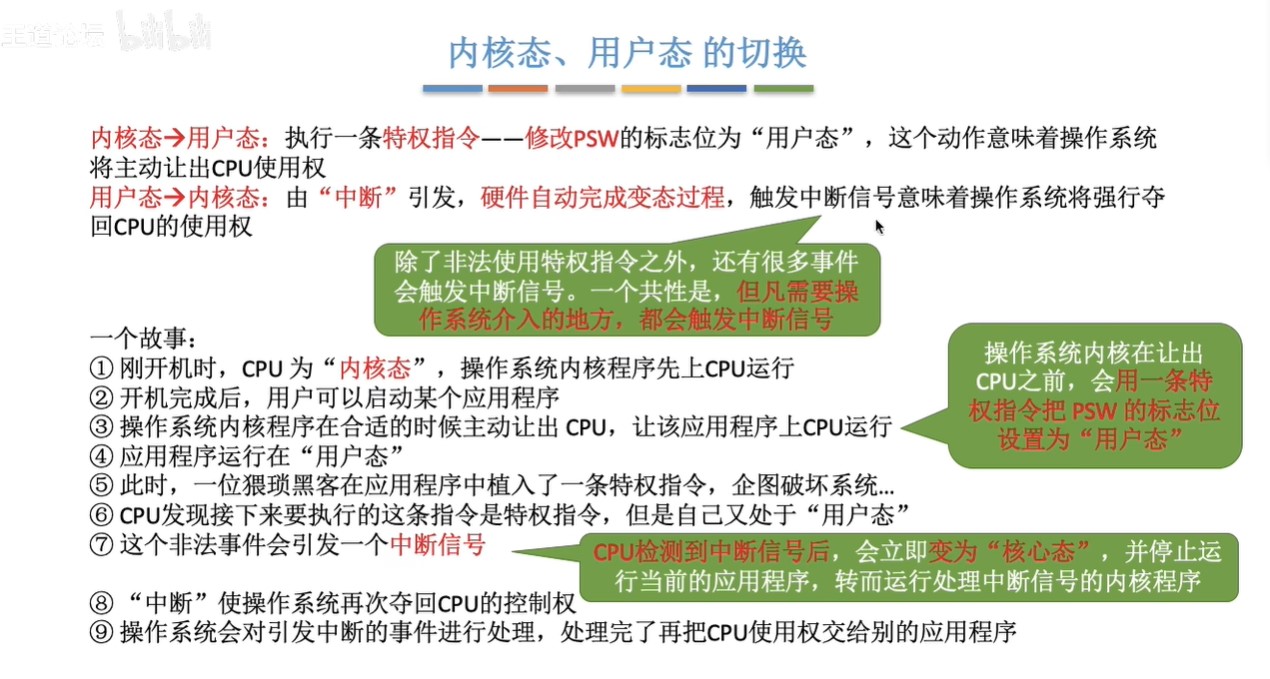 王道论坛 bilibili
内核态、用户态 的切换
内核态→用户态：执行一条特权指令——修改PSW的标志位为“用户态”，这个动作意味着操作系统
将主动让出CPU使用权
用户态→内核态：由“中断”引发，硬件自动完成变态过程，触发中断信号意味着操作系统将强行夺
回CPU的使用权
除了非法使用特权指令之外，还有很多事件
会触发中断信号。一个共性是，但凡需要操
作系统介入的地方，都会触发中断信号
一个故事：
① 刚开机时，CPU 为“内核态”，操作系统内核程序先上CPU运行
② 开机完成后，用户可以启动某个应用程序
③ 操作系统内核程序在合适的时候主动让出 CPU，让该应用程序上CPU运行
操作系统内核在让出
CPU之前，会用一条特
权指令把 PSW 的标志位
设置为“用户态”
④ 应用程序运行在“用户态”
⑤ 此时，一位猥琐黑客在应用程序中植入了一条特权指令，企图破坏系统...
⑥ CPU发现接下来要执行的这条指令是特权指令，但是自己又处于“用户态”
⑦ 这个非法事件会引发一个中断信号
CPU检测到中断信号后，会立即变为“核心态”，并停止运
行当前的应用程序，转而运行处理中断信号的内核程序
⑧ “中断”使操作系统再次夺回CPU的控制权
⑨ 操作系统会对引发中断的事件进行处理，处理完了再把CPU使用权交给别的应用程序